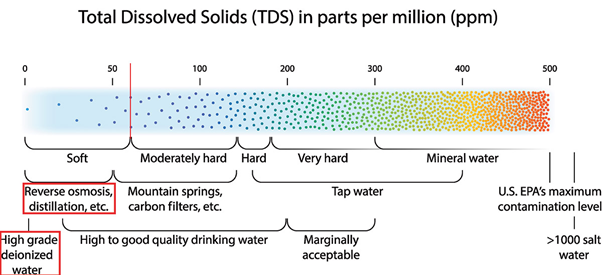 Total Dissolved Solids (TDS) in parts per million (ppm)
0 50 100 200 300 400 500
Soft Moderately hard Hard Very hard Mineral water
Reverse osmosis, Mountain springs, Tap water U.S. EPA's maximum
distillation, etc. carbon filters, etc. contamination level
High grade High to good quality drinking water Marginally >1000 salt
deionized acceptable water
water